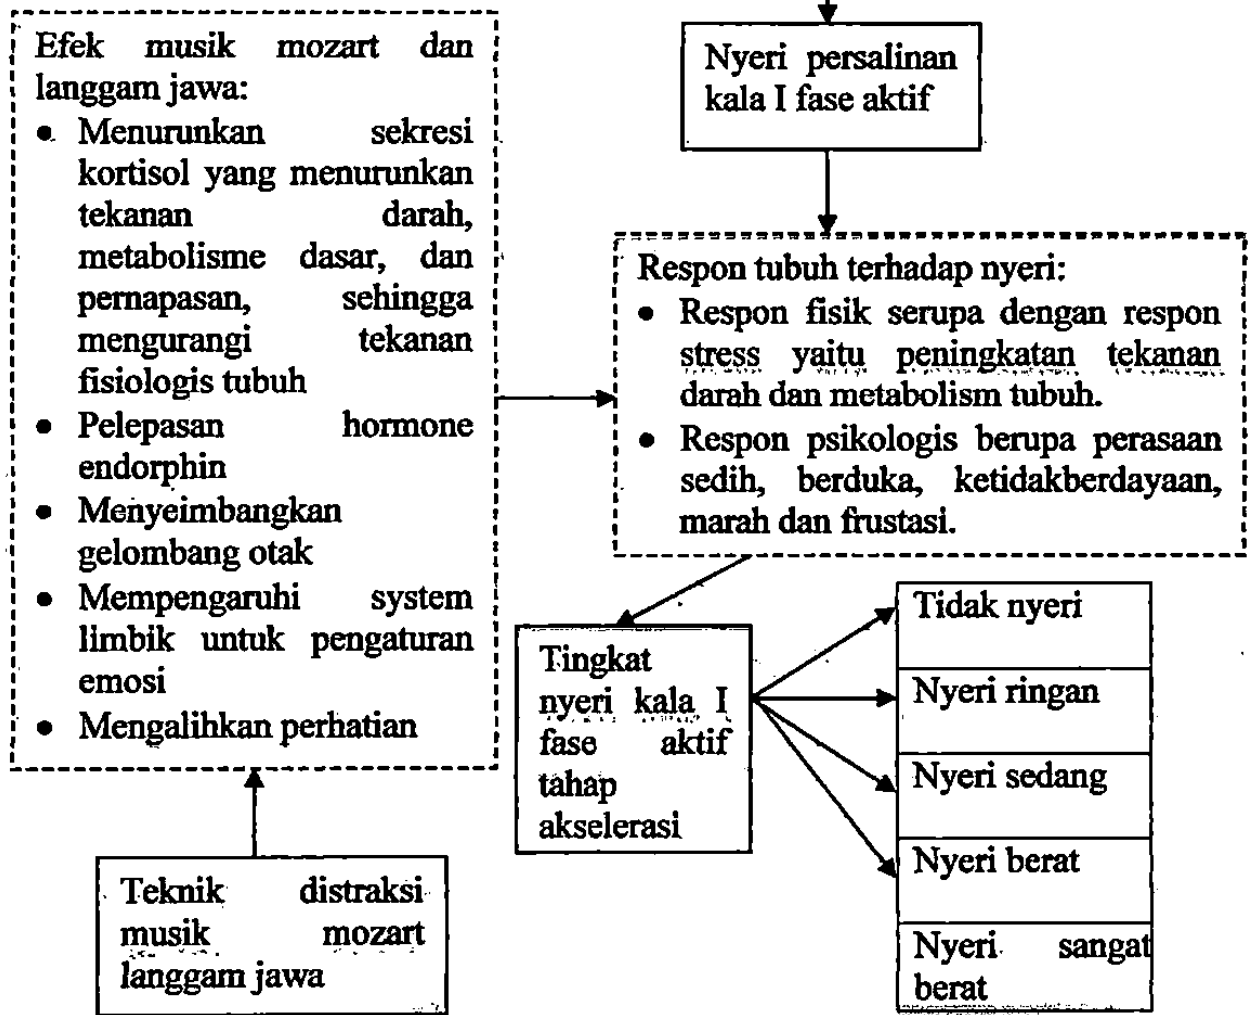 Efek musik mozart dan
langgam jawa:
• Menurunkan sekresi
kortisol yang menurunkan
tekanan darah,
metabolisme dasar, dan
pernapasan, sehingga
mengurangi tekanan
fisiologis tubuh
• Pelepasan hormone
endorphin
• Menyeimbangkan
gelombang otak
• Mempengaruhi system
limbik untuk pengaturan
emosi
• Mengalihkan perhatian
Teknik distraksi
musik mozart
langgam jawa
Nyeri persalinan
kala I fase aktif
Respon tubuh terhadap nyeri:
• Respon fisik serupa dengan respon
stress yaitu peningkatan tekanan
darah dan metabolism tubuh.
• Respon psikologis berupa perasaan
sedih, berduka, ketidakberdayaan,
marah dan frustasi.
Tingkat
nyeri kala I
fase aktif
tahap
akselerasi
Tidak nyeri
Nyeri ringan
Nyeri sedang
Nyeri berat
Nyeri sangat
berat